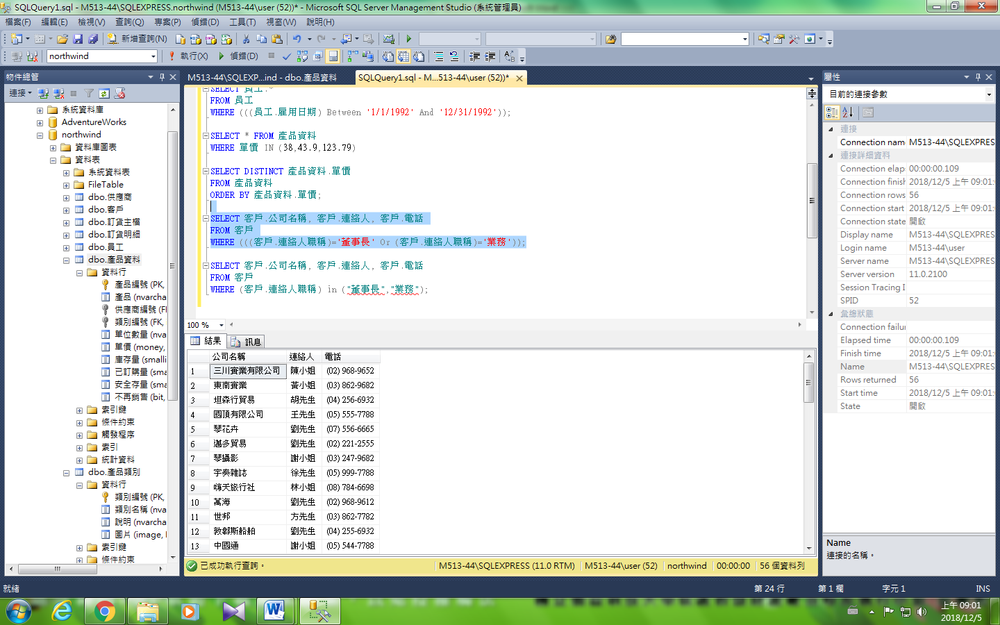 SQLQuery1.sql - M513-44\SQLEXPRESS.northwind (M513-44\user (52))* - Microsoft SQL Server Management Studio (系統管理員)
檔案(F) 編輯(E) 檢視(V) 查詢(Q) 專案(P) 偵錯(D) 工具(T) 視窗(W) 說明(H)
新增查詢(N)
northwind 執行(X) 偵錯(D)
物件總管
連接
系統資料庫
AdventureWorks
northwind
資料庫圖表
資料表
系統資料表
FileTable
dbo.供應商
dbo.客戶
dbo.訂貨主檔
dbo.訂貨明細
dbo.員工
dbo.產品資料
資料行
產品編號 (PK,
產品 (nvarchar
供應商編號 (FI
類別編號 (FK,
單位數量 (nva
單價 (money,
庫存量 (smalli
已訂購量 (sma
安全存量 (sma
不再銷售 (bit,
索引鍵
條件約束
觸發程序
索引
統計資料
dbo.產品類別
資料行
類別編號 (PK,
類別名稱 (nva
說明 (nvarcha
圖片 (image,
索引鍵
條件約束
M513-44\SQLEXP...ind - dbo.產品資料 SQLQuery1.sql - M...513-44\user (52))*
SELECT 員工.*
FROM 員工
WHERE (((員工.雇用日期) Between '1/1/1992' And '12/31/1992'));
SELECT * FROM 產品資料
WHERE 單價 IN (38,43.9,123.79)
SELECT DISTINCT 產品資料.單價
FROM 產品資料
ORDER BY 產品資料.單價;
SELECT 客戶.公司名稱, 客戶.連絡人, 客戶.電話
FROM 客戶
WHERE (((客戶.連絡人職稱)='董事長' Or (客戶.連絡人職稱)='業務'));
SELECT 客戶.公司名稱, 客戶.連絡人, 客戶.電話
FROM 客戶
WHERE (客戶.連絡人職稱) in ("董事長","業務");
100 %
結果 訊息
公司名稱 連絡人 電話
1 三川實業有限公司 陳小姐 (02) 968-9652
2 東南實業 黃小姐 (03) 862-9682
3 坦森行貿易 胡先生 (04) 256-6932
4 國頂有限公司 王先生 (05) 555-7788
5 琴花卉 劉先生 (07) 556-6665
6 邁多貿易 劉先生 (02) 221-2555
7 琴攝影 謝小姐 (03) 247-9682
8 宇奏雜誌 徐先生 (05) 999-7788
9 嗨天旅行社 林小姐 (08) 784-6698
10 萬海 劉先生 (02) 968-9612
11 世邦 方先生 (03) 862-7782
12 敦郼斯船舶 劉先生 (04) 255-6932
13 中國通 謝小姐 (05) 544-7788
已成功執行查詢。 M513-44\SQLEXPRESS (11.0 RTM) M513-44\user (52) northwind 00:00:00 56 個資料列
屬性
目前的連接參數
連接
Connection name M513-44\SQLEXPRES
連接詳細資料
Connection elap 00:00:00.109
Connection finish 2018/12/5 上午 09:01:
Connection rows 56
Connection start 2018/12/5 上午 09:01:
Connection state 開啟
Display name M513-44\SQLEXPRES
Login name M513-44\user
Server name M513-44\SQLEXPRES
Server version 11.0.2100
Session Tracing I
SPID 52
彙總狀態
Connection failur
Elapsed time 00:00:00.109
Finish time 2018/12/5 上午 09:01:
Name M513-44\SQLEXPRES
Rows returned 56
Start time 2018/12/5 上午 09:01:
State 開啟
Name
連接的名稱。
就緒 第 24 行 第 1 欄 字元 1 INS
上午 09:01
2018/12/5